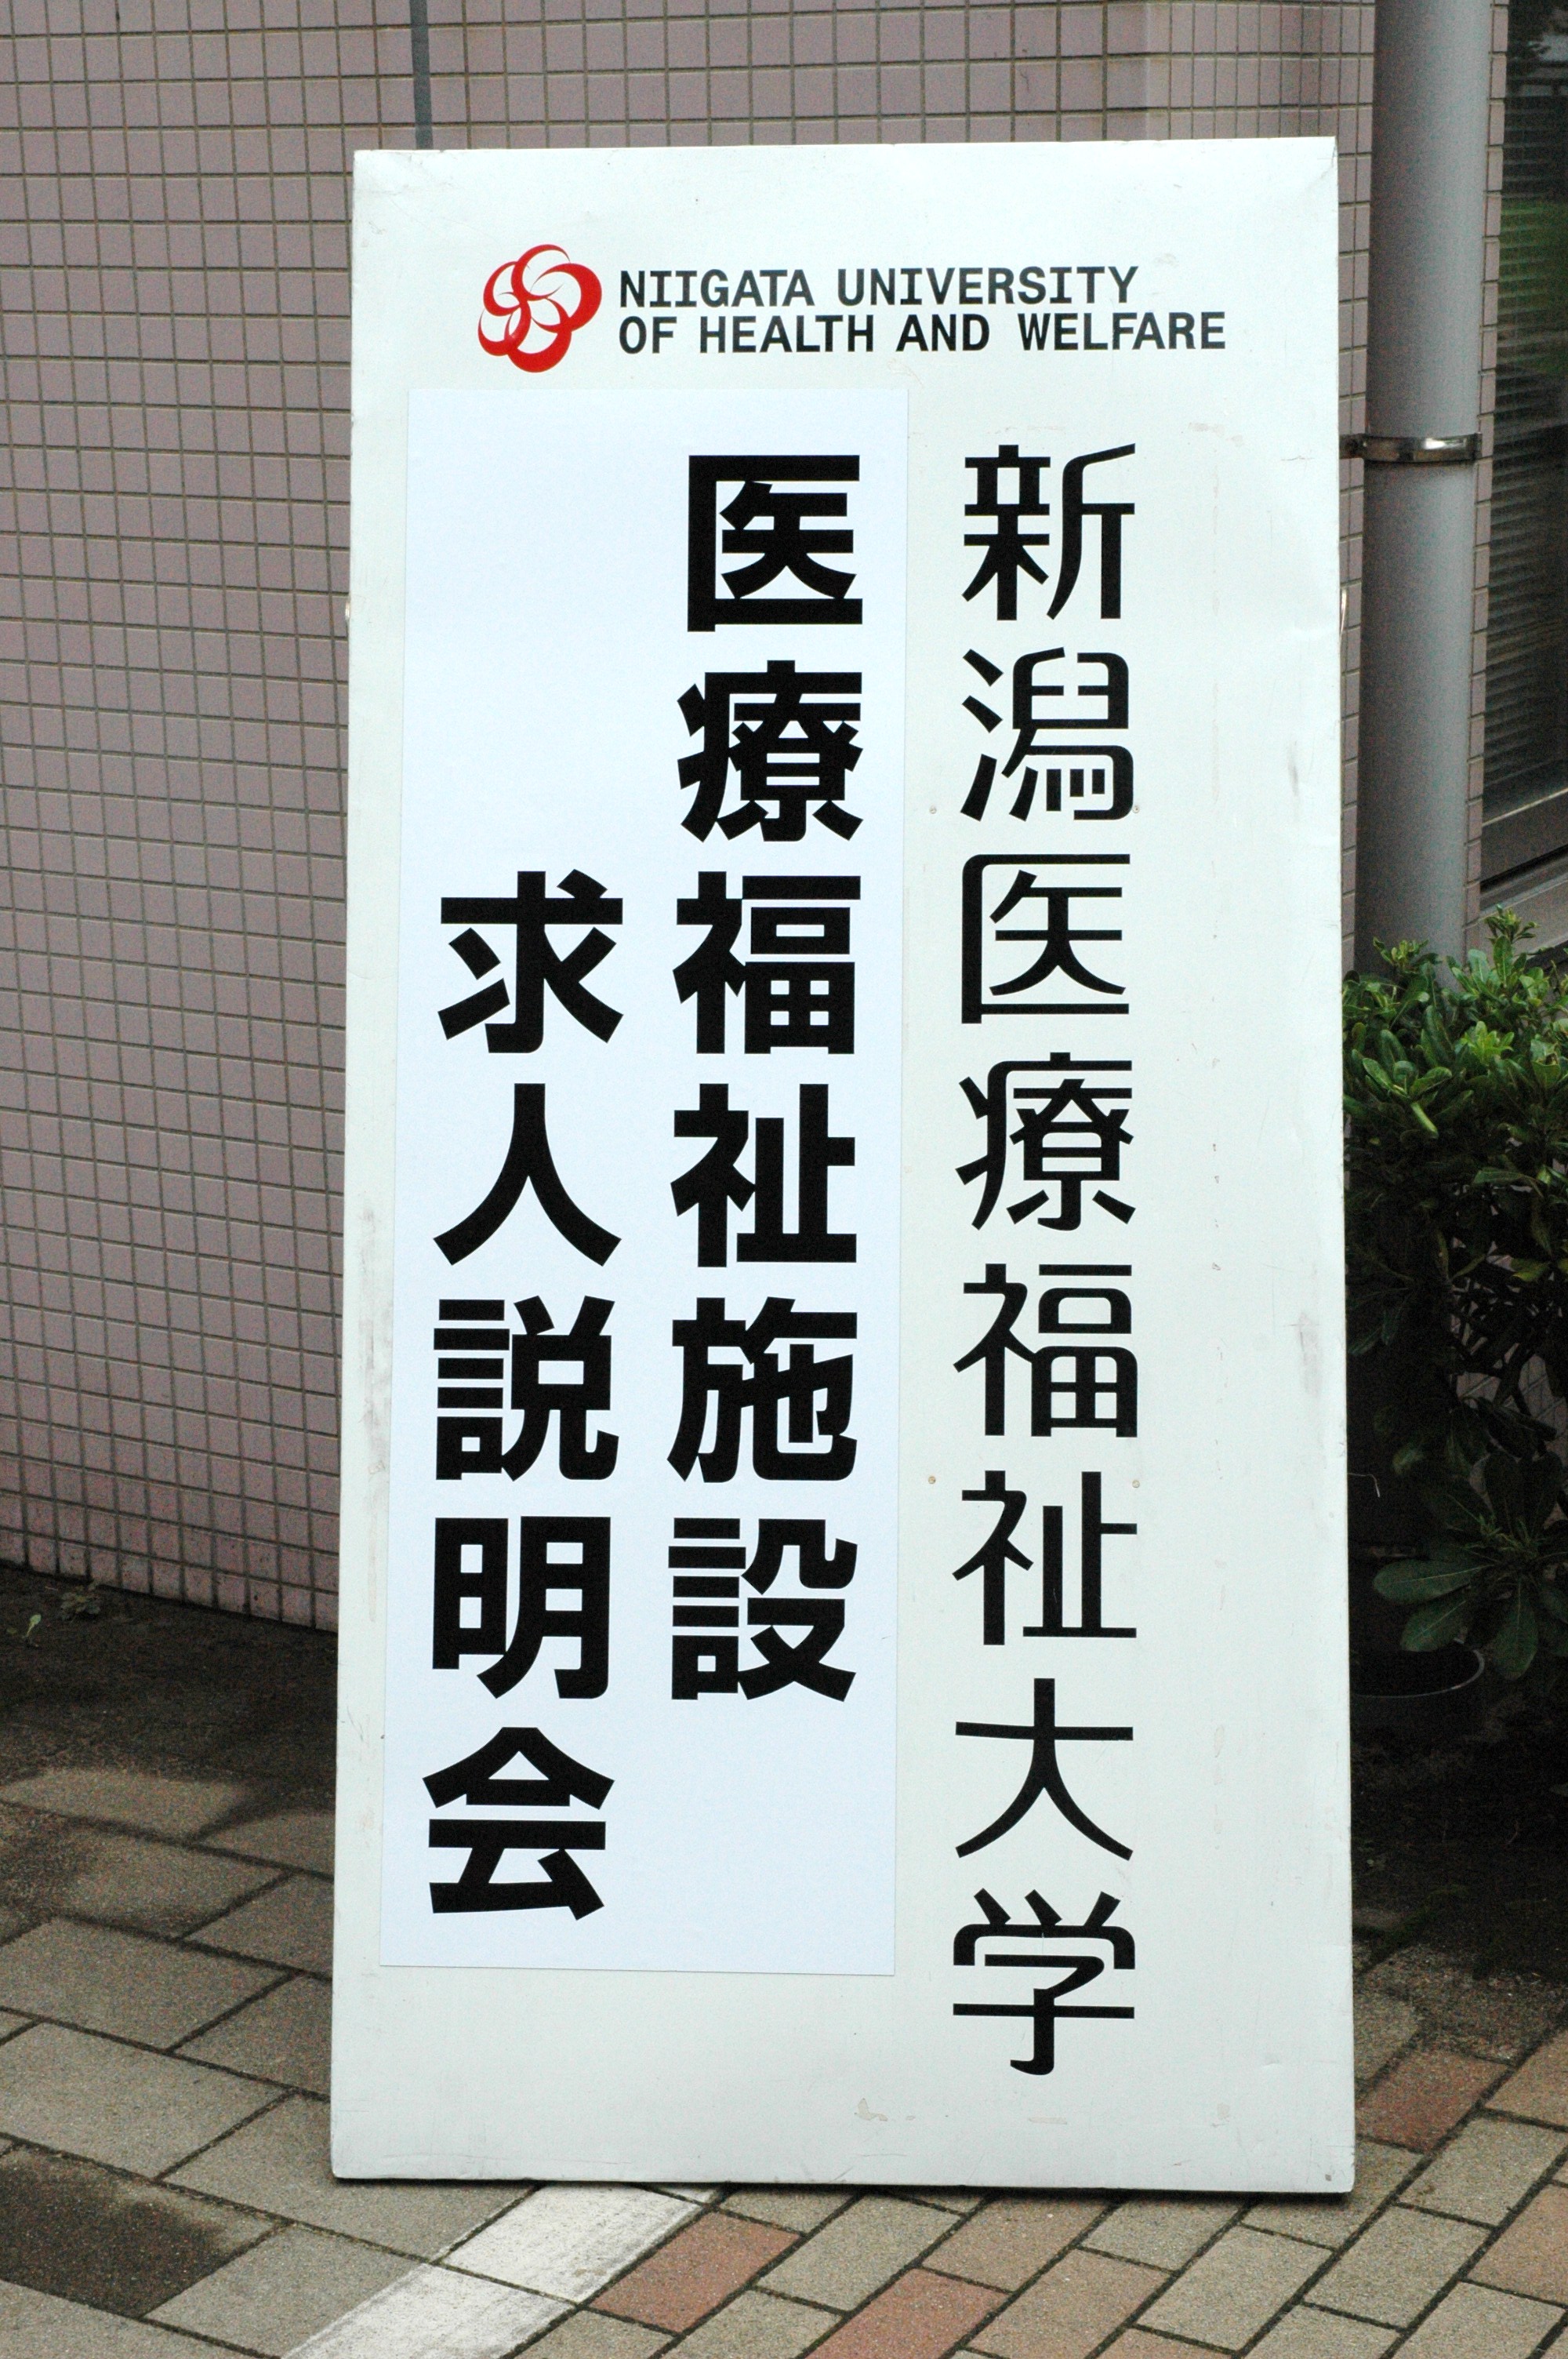 NIIGATA UNIVERSITY
OF HEALTH AND WELFARE
新潟医療福祉大学
医療福祉施設
求人説明会